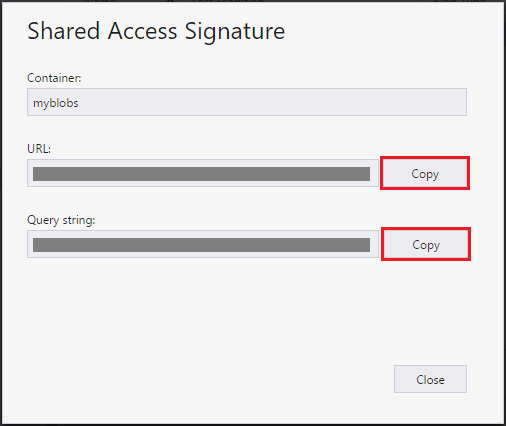 Shared Access Signature
Container:
myblobs
URL:
Copy
Query string:
Copy
Close